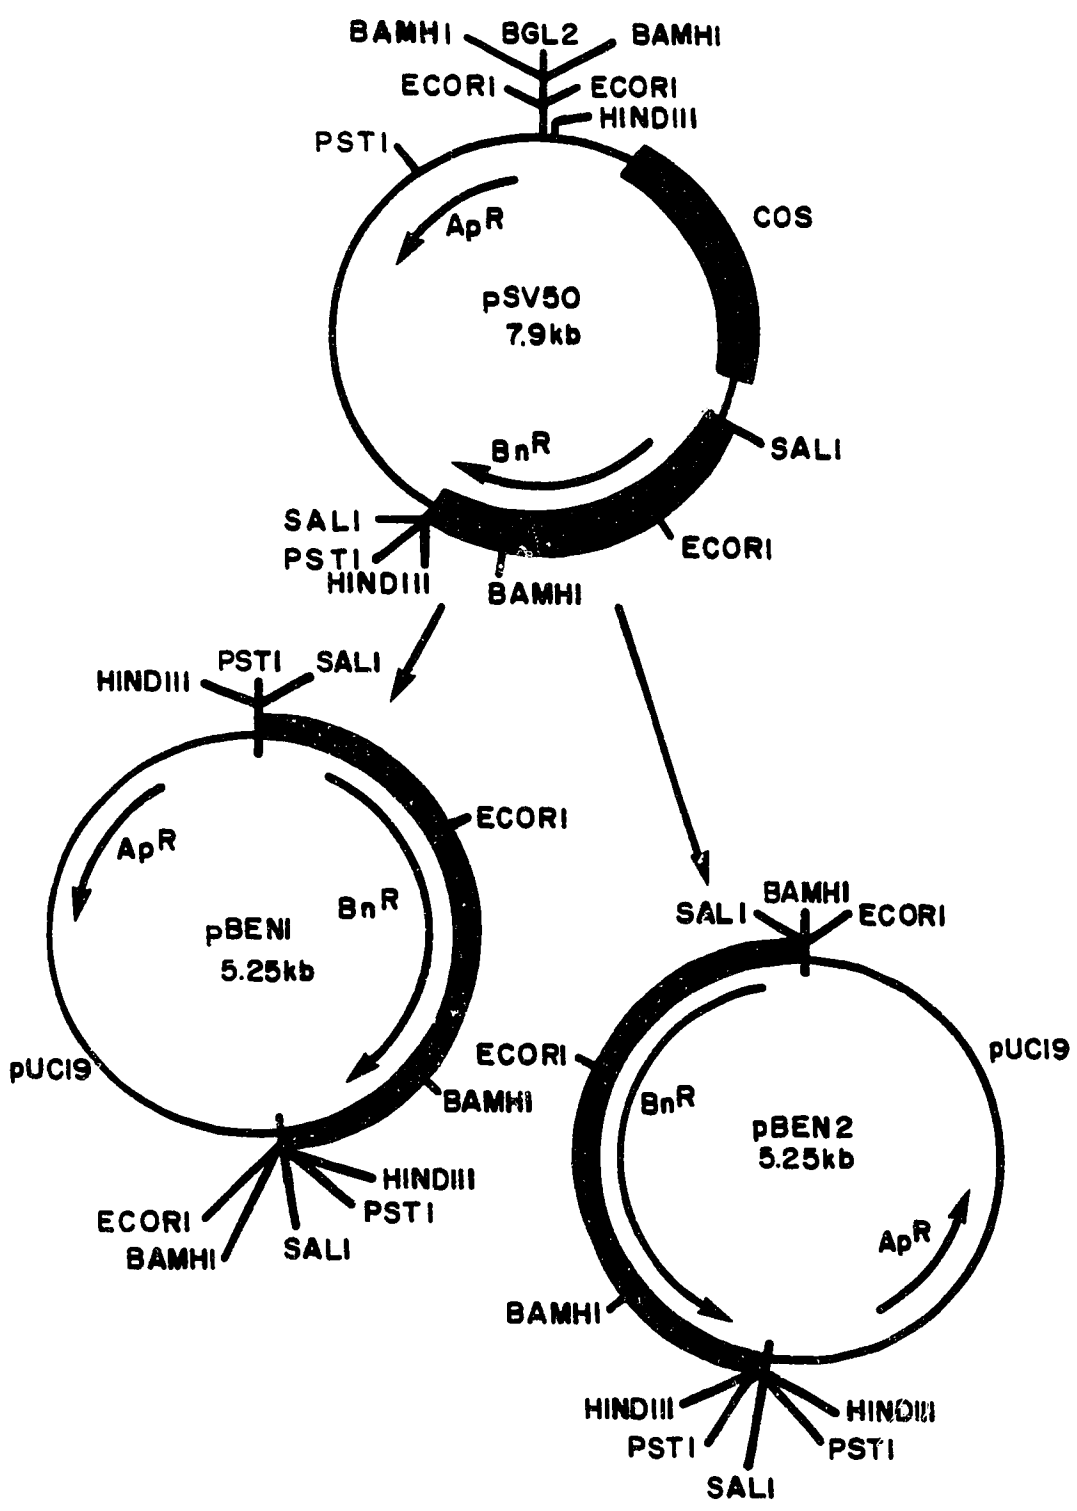 BAMHI BGL2 BAMHI
ECORI ECORI
HINDIII
PSTI
ApR
COS
pSV50
7.9kb
BnR
SALI
SALI
PSTI
HINDIII
ECORI
BAMHI
HINDIII PSTI SALI
ECORI
ApR
BnR
pBEN1
5.25kb
pUC19
BAMHI
HINDIII
PSTI
SALI
BAMHI
ECORI
SALI BAMHI ECORI
ECORI
pUC19
BnR
pBEN2
5.25kb
ApR
BAMHI
HINDIII HINDIII
PSTI PSTI
SALI